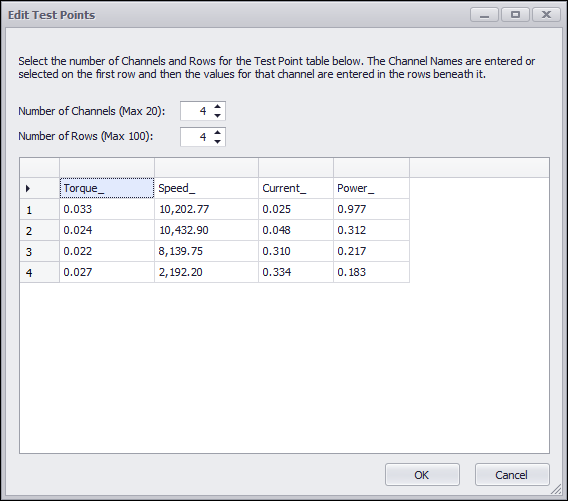 Edit Test Points
Select the number of Channels and Rows for the Test Point table below. The Channel Names are entered or
selected on the first row and then the values for that channel are entered in the rows beneath it.
Number of Channels (Max 20): 4
Number of Rows (Max 100): 4
Torque_ Speed_ Current_ Power_
1 0.033 10,202.77 0.025 0.977
2 0.024 10,432.90 0.048 0.312
3 0.022 8,139.75 0.310 0.217
4 0.027 2,192.20 0.334 0.183
OK Cancel